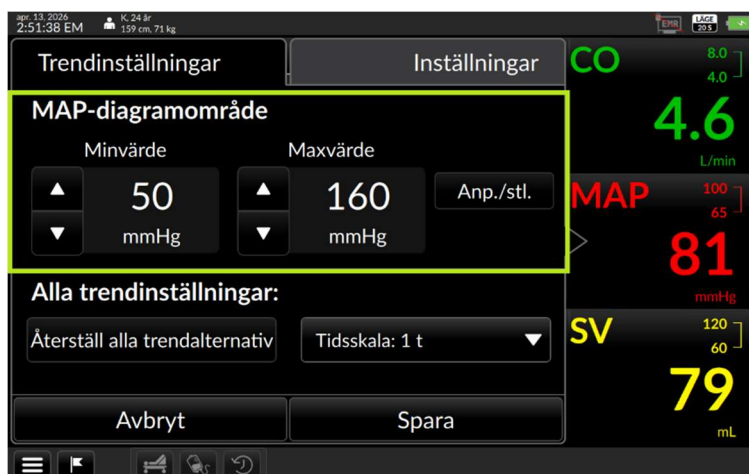 apr. 13, 2026
2:51:38 EM
K, 24 år
159 cm, 71 kg
EMR
LÄGE
20 S
Trendinställningar
Inställningar
MAP-diagramområde
Minvärde
Maxvärde
50
mmHg
160
mmHg
Anp./stl.
Alla trendinställningar:
Återställ alla trendalternativ
Tidsskala: 1 t
Avbryt
Spara
CO
8.0
4.0
4.6
L/min
MAP
100
65
81
mmHg
SV
120
60
79
mL